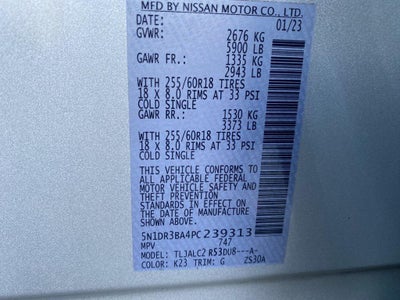 MFD BY NISSAN MOTOR CO., LTD.
01/23
GVWR: 2676 KG
5900 LB
GAWR FR.: 1335 KG
2943 LB
WITH 255/60R18 TIRES
18 X 8.0 RIMS AT 33 PSI
COLD SINGLE
GAWR RR.: 1530 KG
3373 LB
WITH 255/60R18 TIRES
18 X 8.0 RIMS AT 33 PSI
COLD SINGLE
THIS VEHICLE CONFORMS TO
ALL APPLICABLE FEDERAL
MOTOR VEHICLE SAFETY
AND THEFT PREVENTION
STANDARDS IN EFFECT ON
THE DATE OF MANUFACTURE
SHOWN ABOVE.
5N1DR3BA4PC239313
MPV 747
MODEL: TLJALC2 R53DU8---A-
COLOR: K23 TRIM: G ZS30A